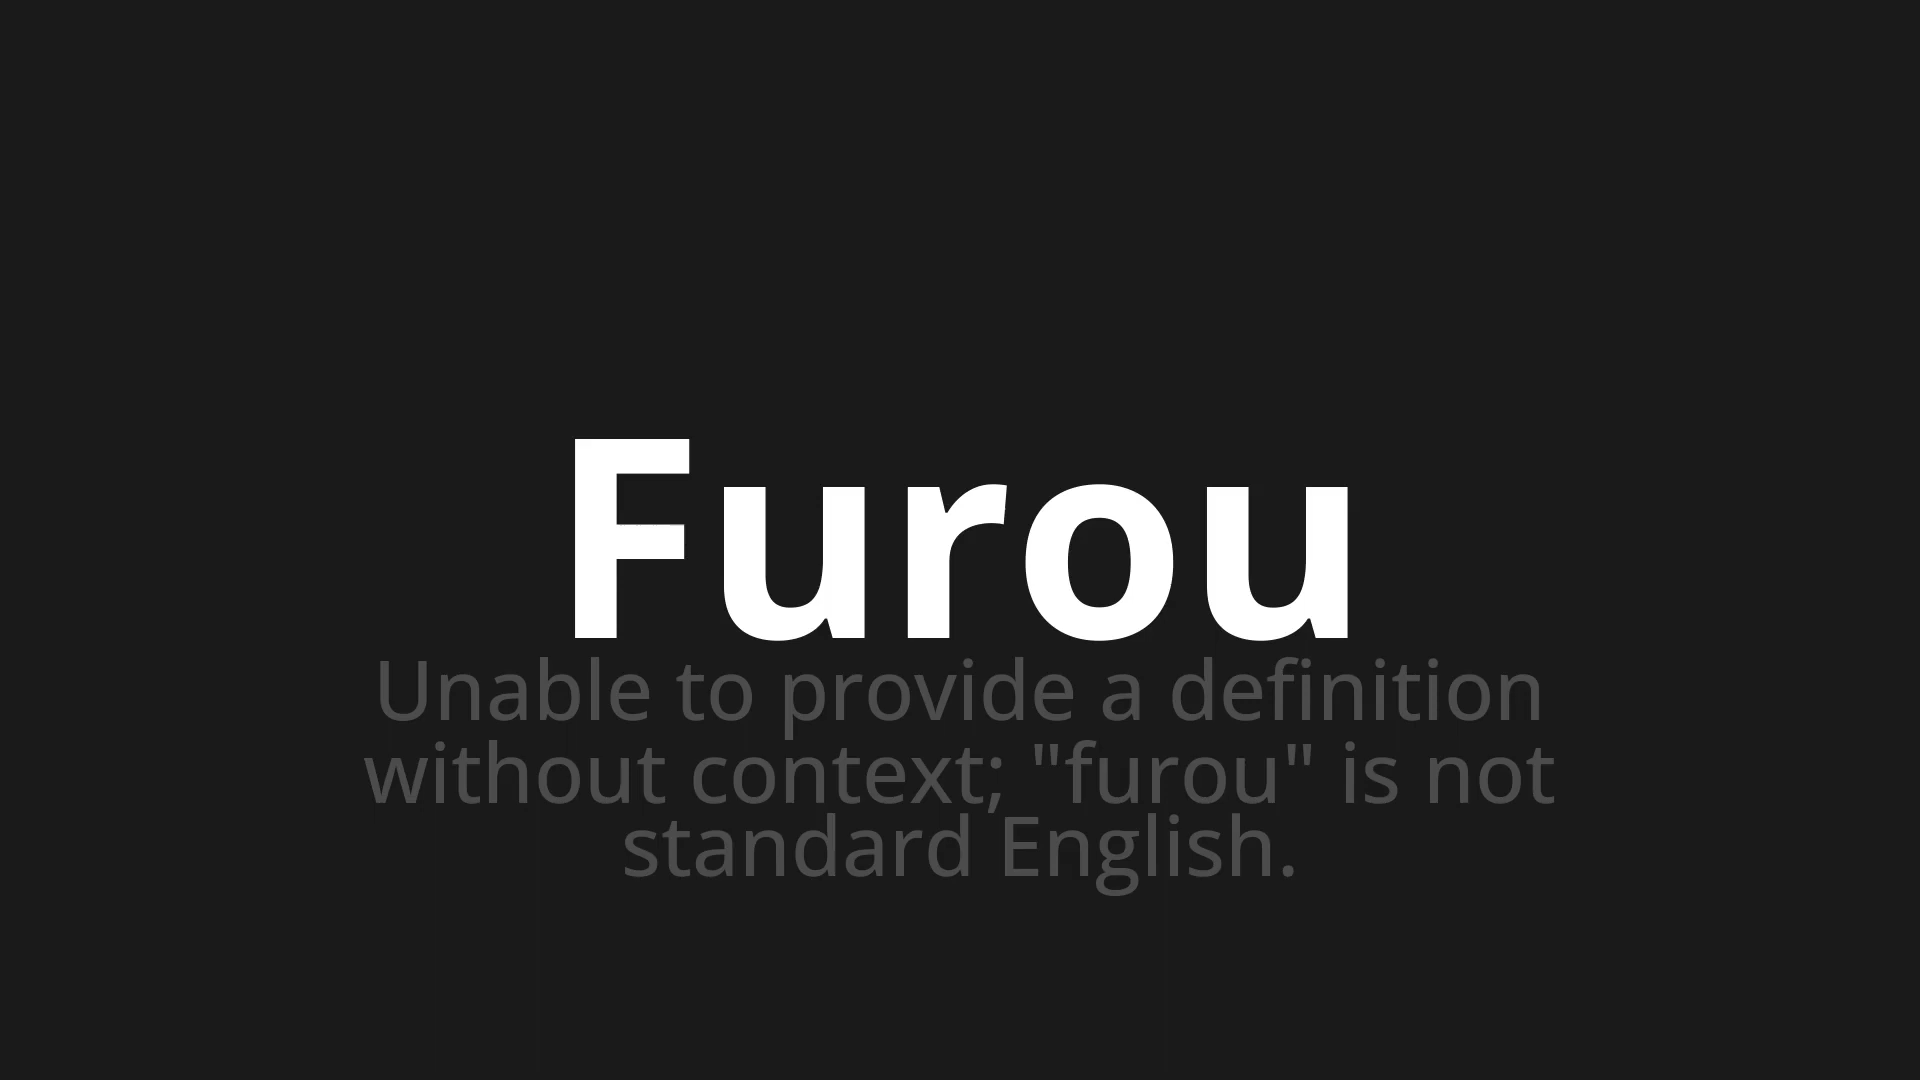 Furou
Unable to provide a definition
without context; "furou" is not
standard English.